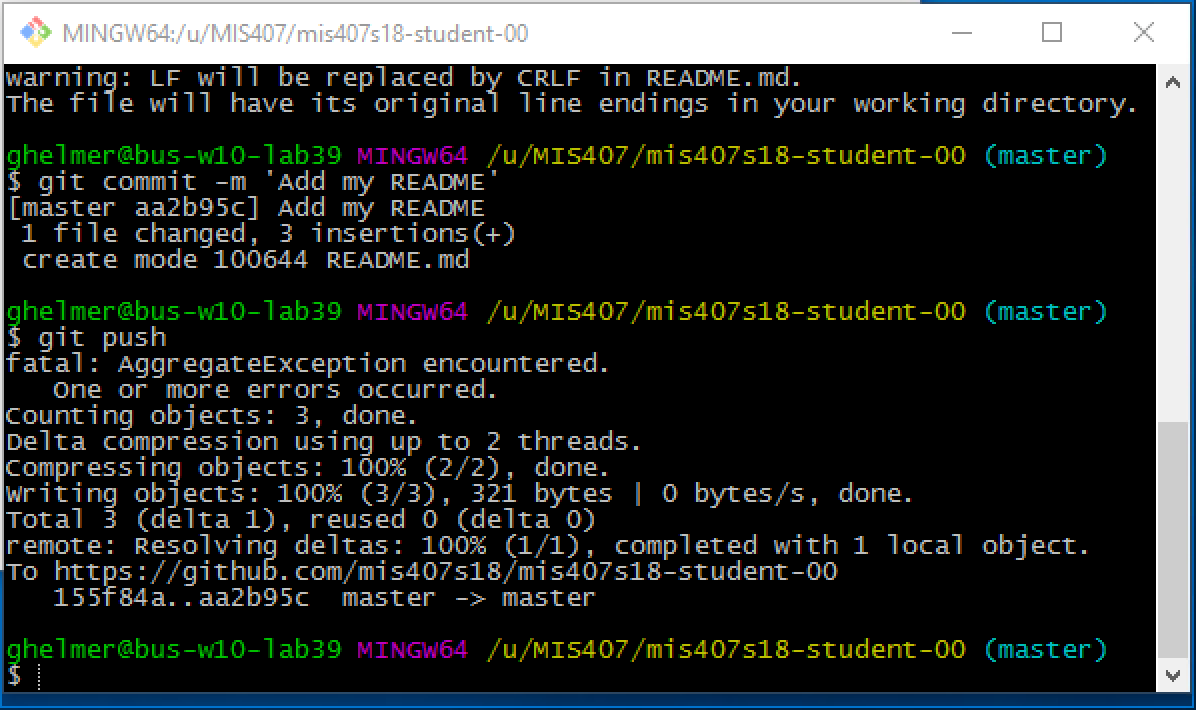 MINGW64:/u/MIS407/mis407s18-student-00
warning: LF will be replaced by CRLF in README.md.
The file will have its original line endings in your working directory.
ghelmer@bus-w10-lab39 MINGW64 /u/MIS407/mis407s18-student-00 (master)
$ git commit -m 'Add my README'
[master aa2b95c] Add my README
 1 file changed, 3 insertions(+)
 create mode 100644 README.md
ghelmer@bus-w10-lab39 MINGW64 /u/MIS407/mis407s18-student-00 (master)
$ git push
fatal: AggregateException encountered.
   One or more errors occurred.
Counting objects: 3, done.
Delta compression using up to 2 threads.
Compressing objects: 100% (2/2), done.
Writing objects: 100% (3/3), 321 bytes | 0 bytes/s, done.
Total 3 (delta 1), reused 0 (delta 0)
remote: Resolving deltas: 100% (1/1), completed with 1 local object.
To https://github.com/mis407s18/mis407s18-student-00
   155f84a..aa2b95c  master -> master
ghelmer@bus-w10-lab39 MINGW64 /u/MIS407/mis407s18-student-00 (master)
$